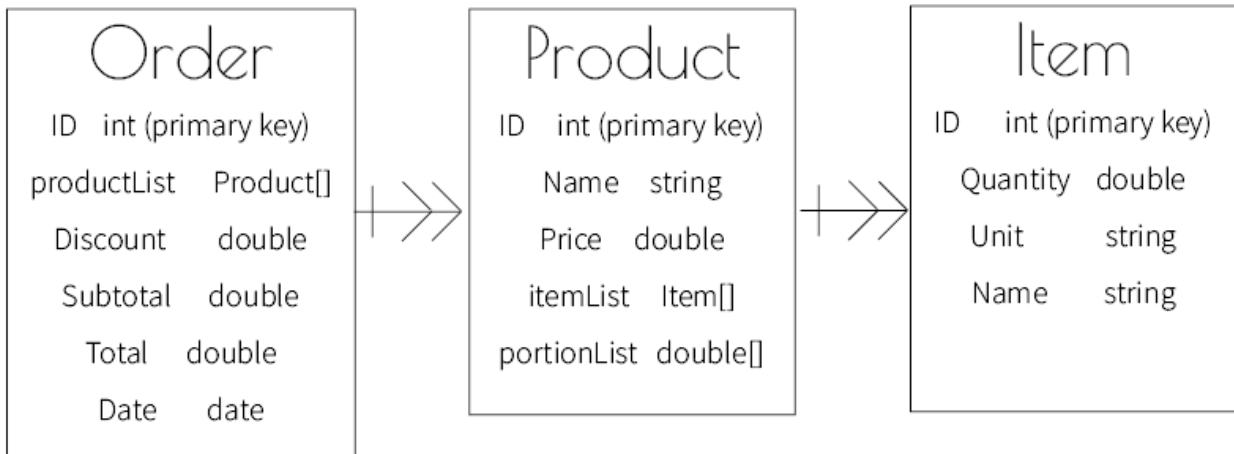 Order
ID int (primary key)
productList Product[]
Discount double
Subtotal double
Total double
Date date
Product
ID int (primary key)
Name string
Price double
itemList Item[]
portionList double[]
Item
ID int (primary key)
Quantity double
Unit string
Name string